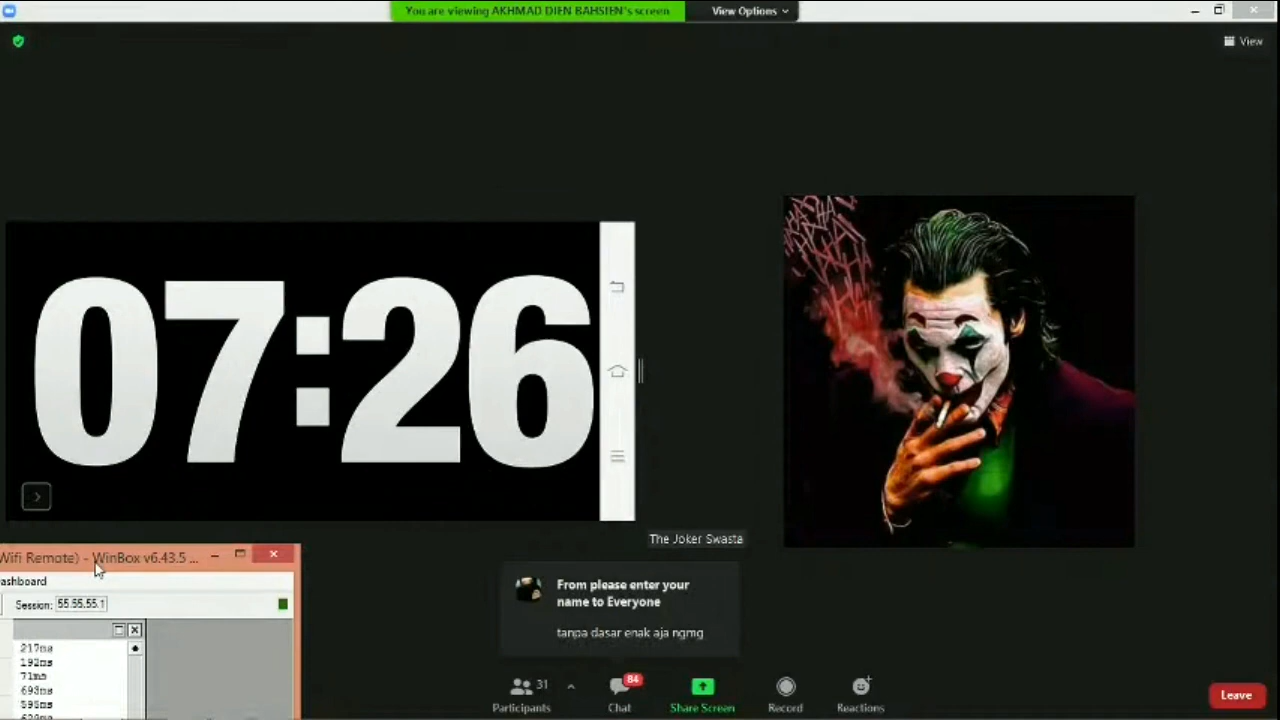 You are viewing AKHMAD DIEN BAHSIEN's screen
View Options
View
07:26
The Joker Swasta
Wifi Remote) - WinBox v6.43.5 ...
ashboard
Session: 55.55.55.1
217ms
192ms
71ms
693ms
595ms
From please enter your
name to Everyone
tanpa dasar enak aja ngmg
31
84
Participants
Chat
Share Screen
Record
Reactions
Leave